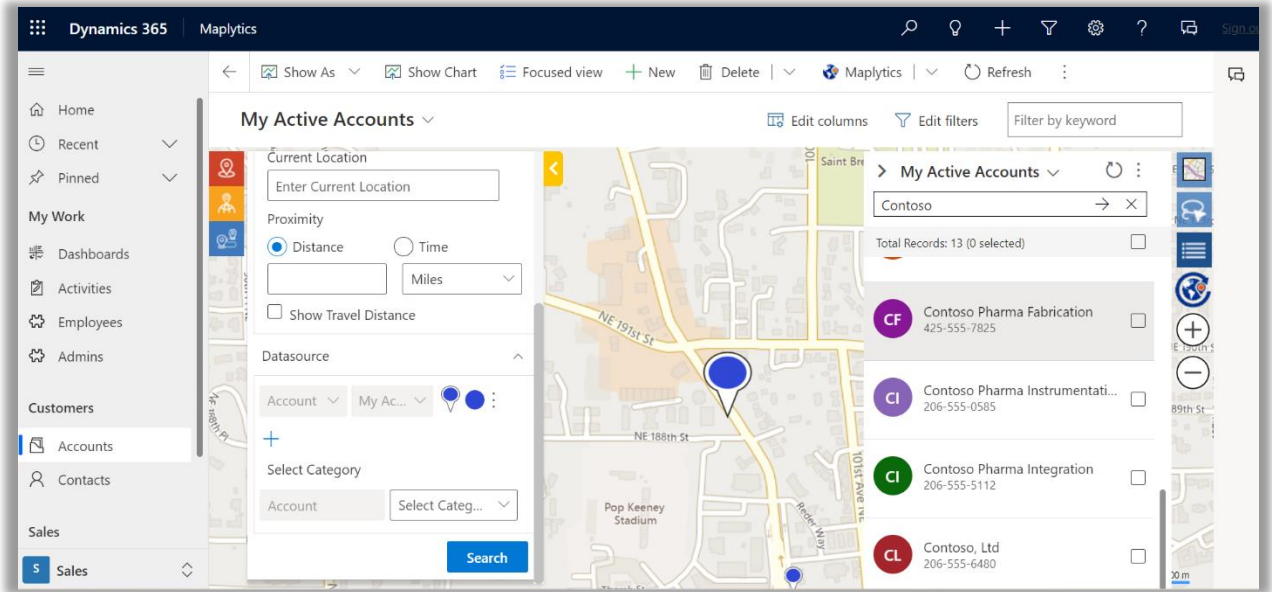 Dynamics 365 Maplytics
Show As Show Chart Focused view New Delete Maplytics Refresh
Home
Recent
Pinned
My Work
Dashboards
Activities
Employees
Admins
Customers
Accounts
Contacts
Sales
S Sales
My Active Accounts
Edit columns Edit filters Filter by keyword
Current Location
Enter Current Location
Proximity
Distance Time
Miles
Show Travel Distance
Datasource
Account My Ac...
Select Category
Account Select Categ...
Search
NE 191st St
NE 188th St
Pop Keeney
Stadium
Reder Way
101st Ave NE
Saint Bre
My Active Accounts
Contoso
Total Records: 13 (0 selected)
CF Contoso Pharma Fabrication
425-555-7825
CI Contoso Pharma Instrumentati...
206-555-0585
CI Contoso Pharma Integration
206-555-5112
CL Contoso, Ltd
206-555-6480
89th St